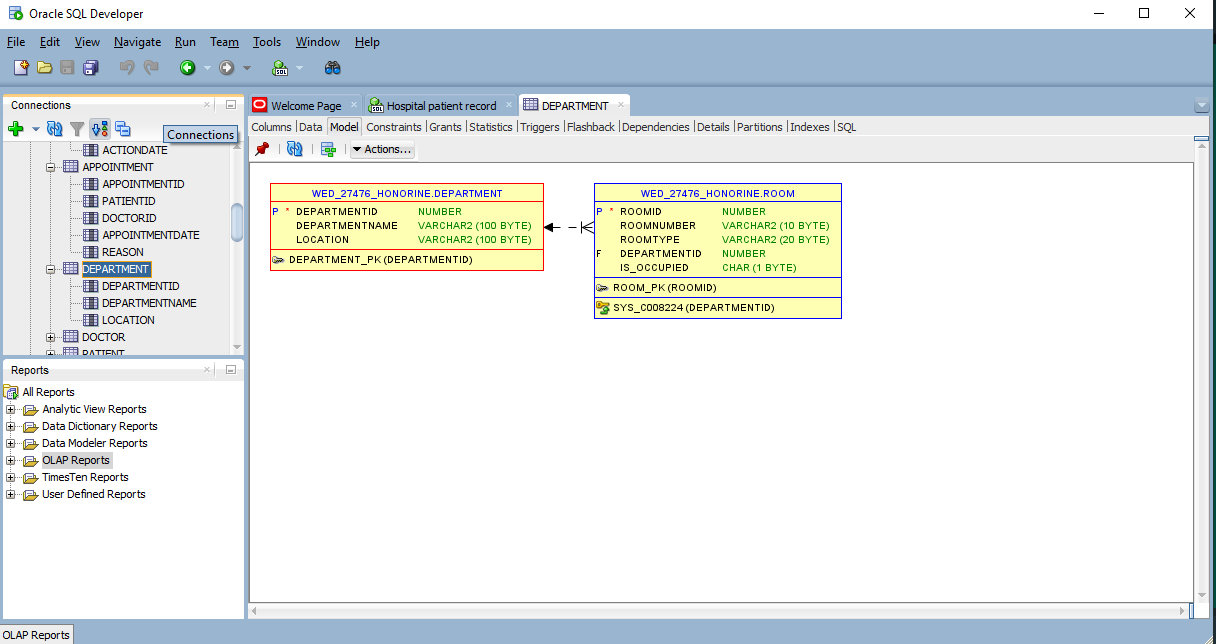 Oracle SQL Developer
File Edit View Navigate Run Team Tools Window Help
Connections
Connections
ACTIONDATE
APPOINTMENT
APPOINTMENTID
PATIENTID
DOCTORID
APPOINTMENTDATE
REASON
DEPARTMENT
DEPARTMENTID
DEPARTMENTNAME
LOCATION
DOCTOR
PATIENT
Reports
All Reports
Analytic View Reports
Data Dictionary Reports
Data Modeler Reports
OLAP Reports
TimesTen Reports
User Defined Reports
OLAP Reports
Welcome Page Hospital patient record DEPARTMENT
Columns Data Model Constraints Grants Statistics Triggers Flashback Dependencies Details Partitions Indexes SQL
Actions...
WED_27476_HONORINE.DEPARTMENT
P * DEPARTMENTID NUMBER
DEPARTMENTNAME VARCHAR2 (100 BYTE)
LOCATION VARCHAR2 (100 BYTE)
DEPARTMENT_PK (DEPARTMENTID)
WED_27476_HONORINE.ROOM
P * ROOMID NUMBER
ROOMNUMBER VARCHAR2 (10 BYTE)
ROOMTYPE VARCHAR2 (20 BYTE)
F DEPARTMENTID NUMBER
IS_OCCUPIED CHAR (1 BYTE)
ROOM_PK (ROOMID)
SYS_C008224 (DEPARTMENTID)